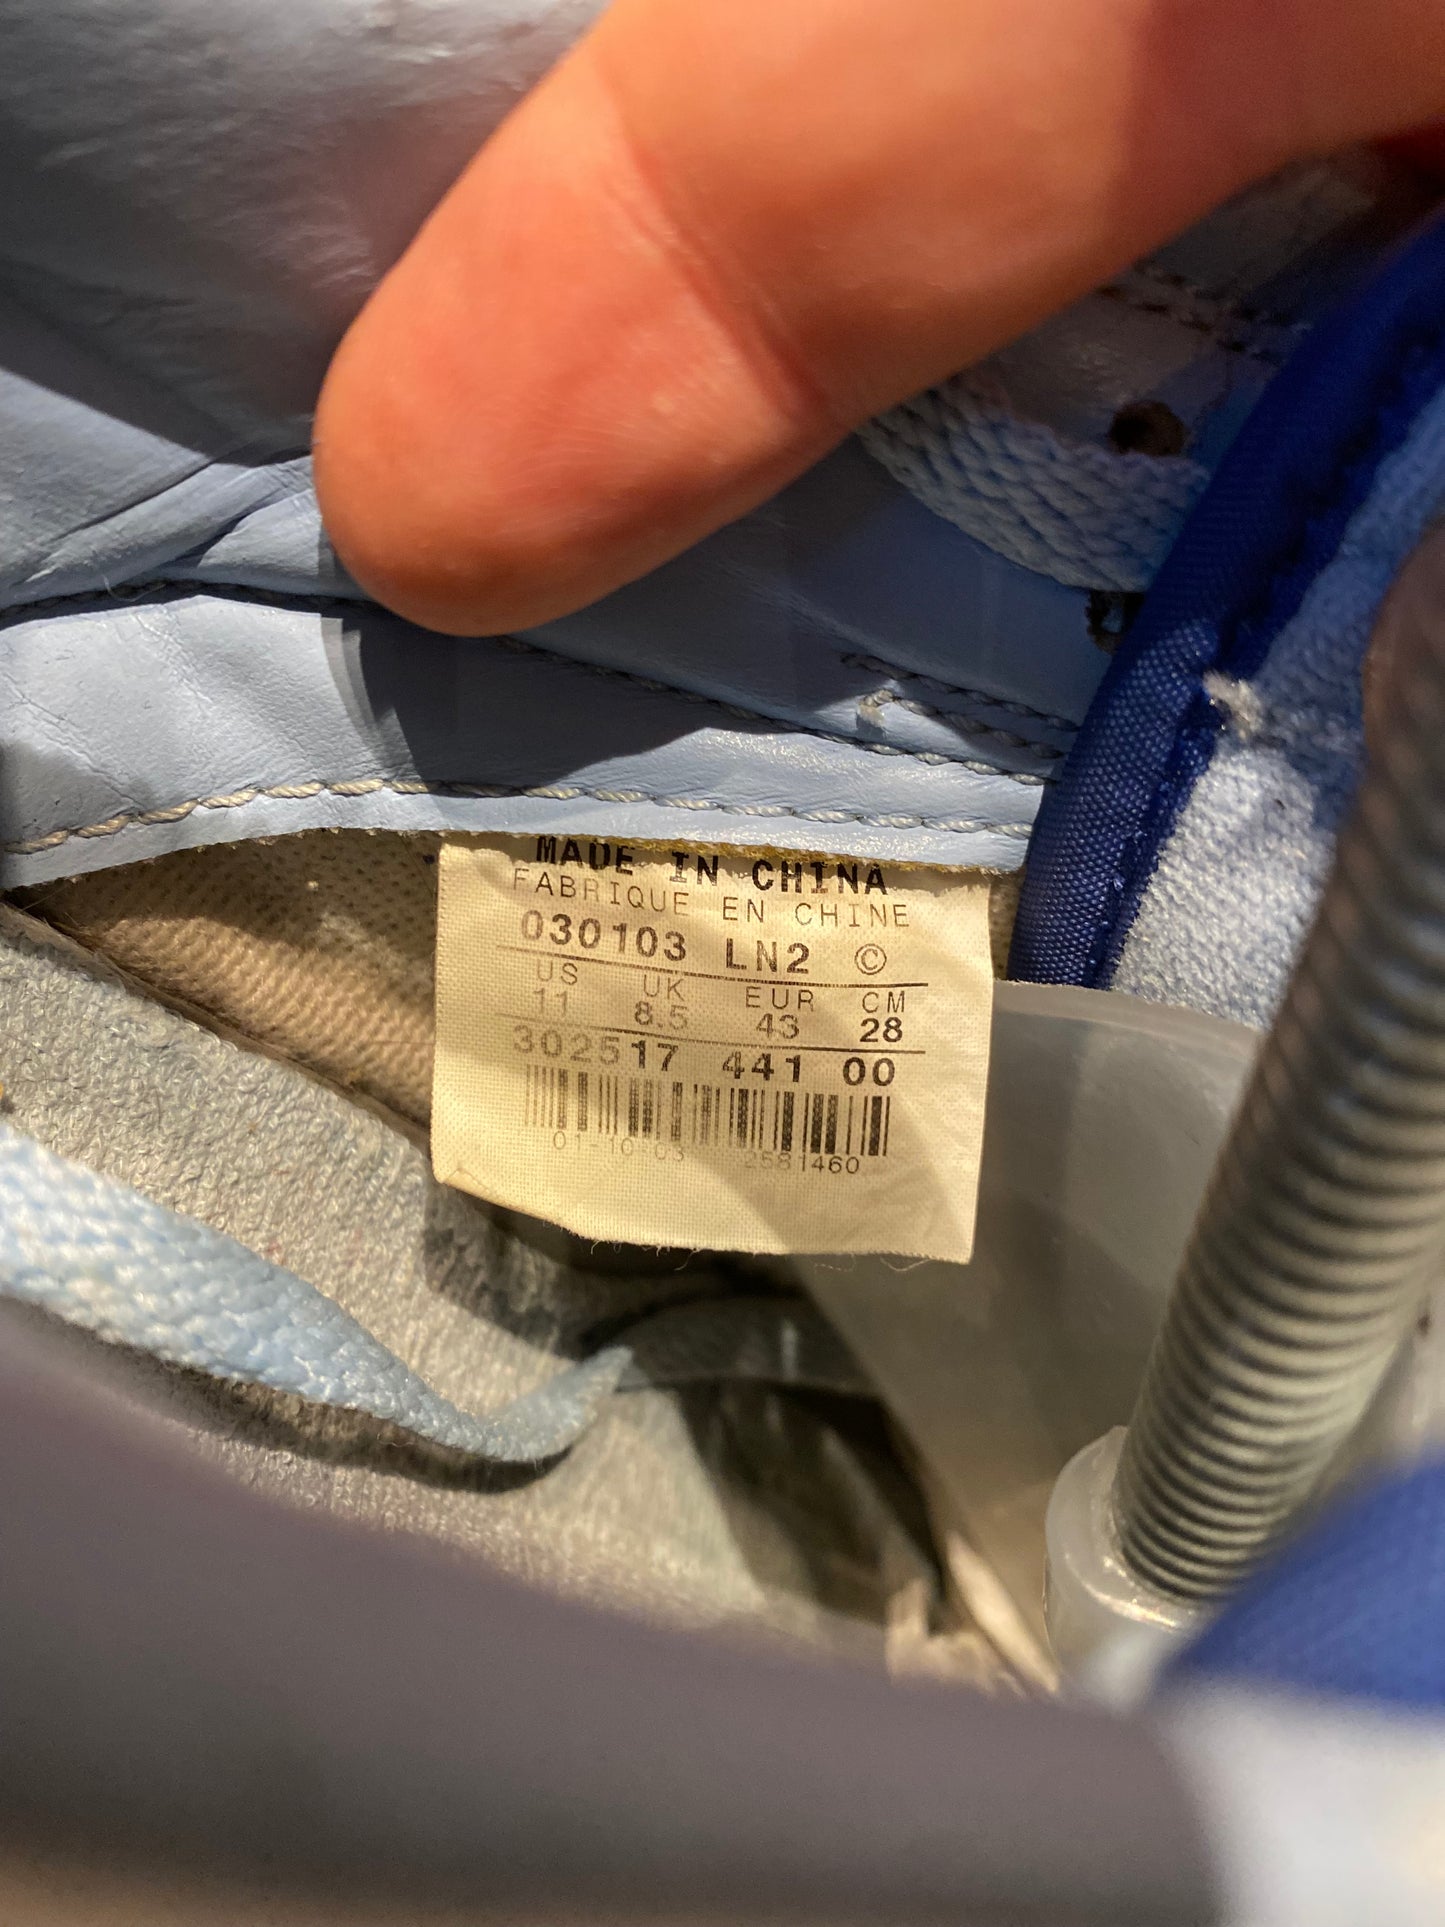 MADE IN CHINA
FABRIQUE EN CHINE
030103 LN2 ©
US UK EUR CM
11 8.5 43 28
302517 441 00
01-10-03 2581460